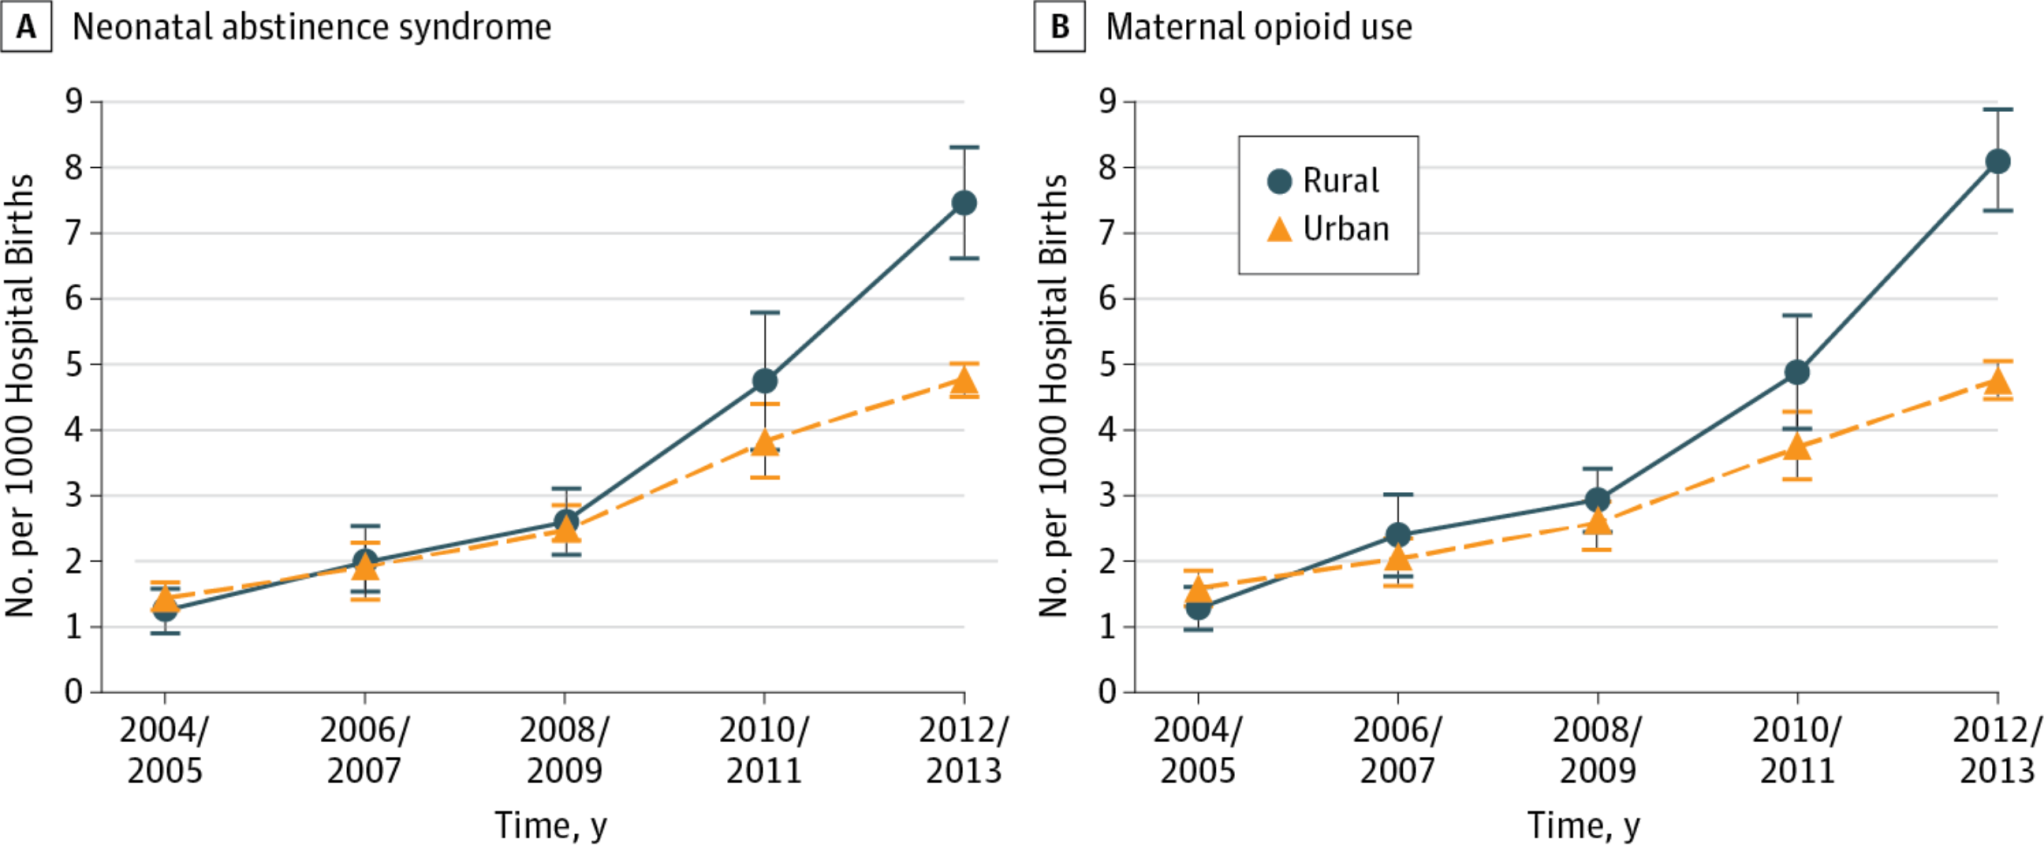 A Neonatal abstinence syndrome
No. per 1000 Hospital Births
9
8
7
6
5
4
3
2
1
0
2004/ 2006/ 2008/ 2010/ 2012/
2005 2007 2009 2011 2013
Time, y
B Maternal opioid use
No. per 1000 Hospital Births
9
8
7
6
5
4
3
2
1
0
Rural
Urban
2004/ 2006/ 2008/ 2010/ 2012/
2005 2007 2009 2011 2013
Time, y